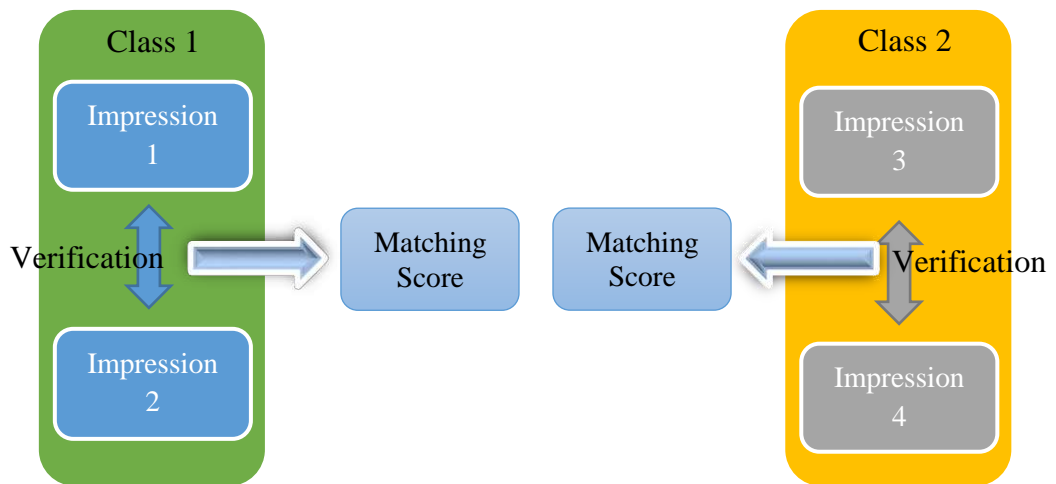 Class 1
Impression
1
Verification
Impression
2
Matching
Score
Matching
Score
Class 2
Impression
3
Verification
Impression
4